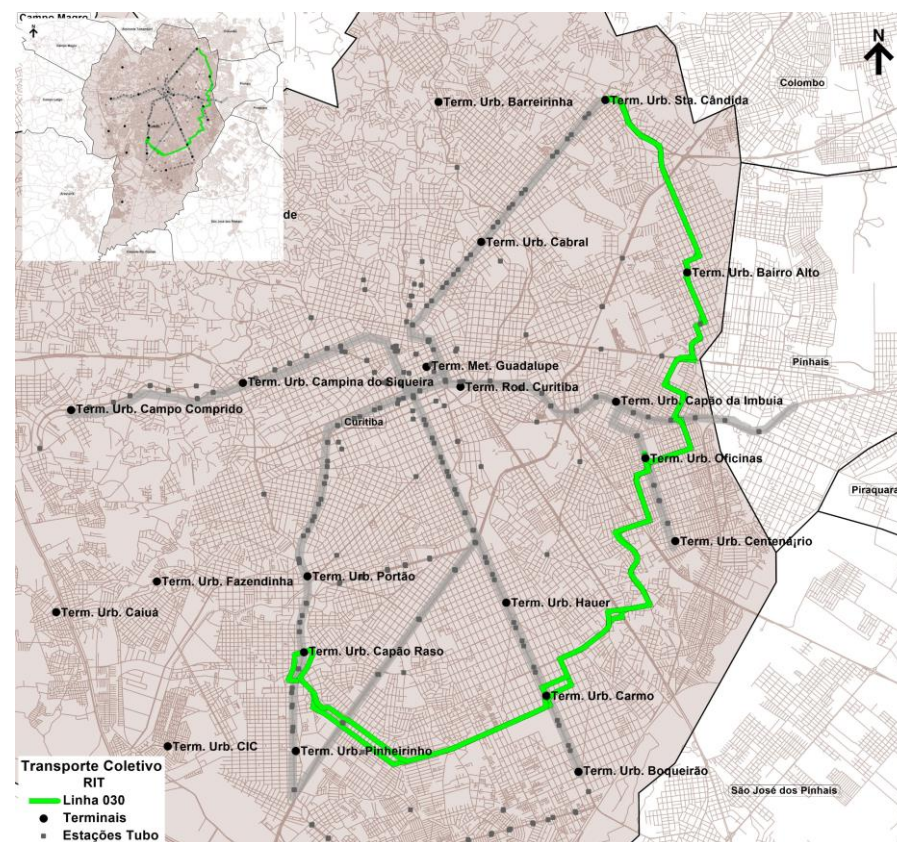 Campo Magro
N
N
Colombo
Term. Urb. Barreirinha
Term. Urb. Sta. Cândida
de
Term. Urb. Cabral
Term. Urb. Bairro Alto
Pinhais
Term. Met. Guadalupe
Term. Urb. Campina do Siqueira
Term. Rod. Curitiba
Term. Urb. Campo Comprido
Term. Urb. Capão da Imbuia
Curitiba
Term. Urb. Oficinas
Piraquara
Term. Urb. Centená¡rio
Term. Urb. Portão
Term. Urb. Fazendinha
Term. Urb. Hauer
Term. Urb. Caiuá
Term. Urb. Capão Raso
Term. Urb. Carmo
Term. Urb. CIC
Term. Urb. Pinheirinho
Term. Urb. Boqueirão
São José dos Pinhais
Transporte Coletivo
RIT
Linha 030
Terminais
Estações Tubo